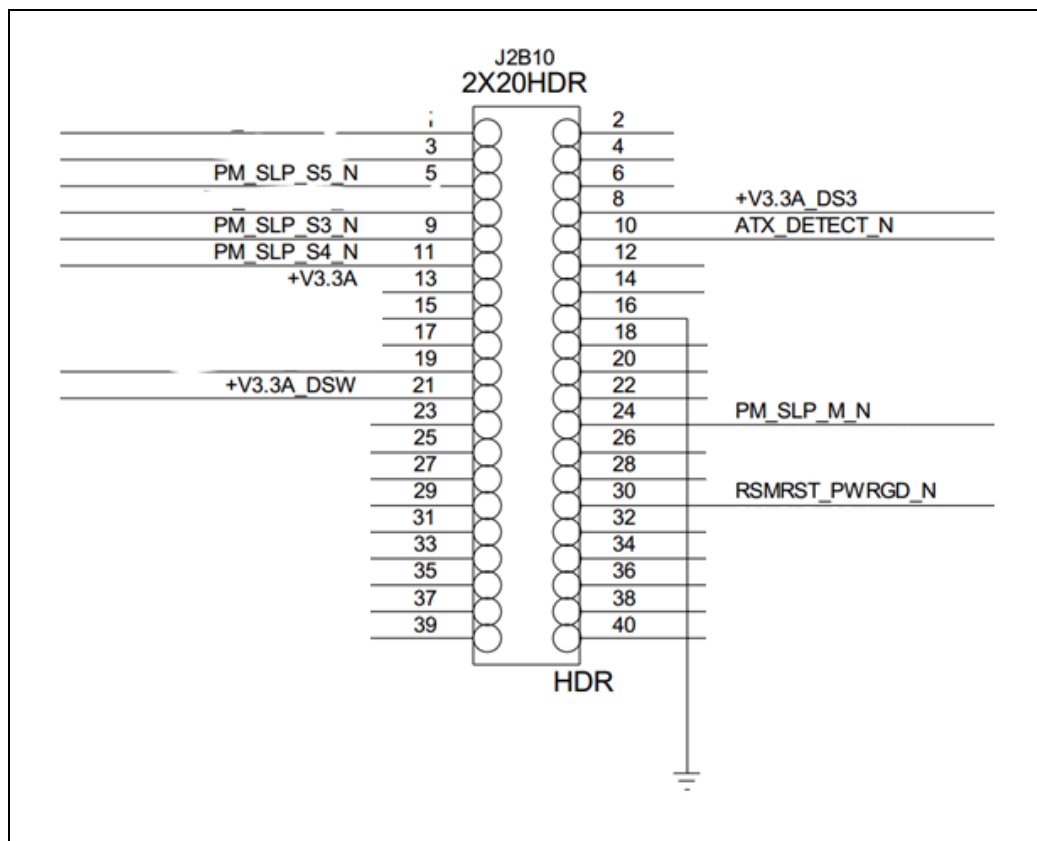 J2B10
2X20HDR
2
3 4
PM_SLP_S5_N 5 6
8 +V3.3A_DS3
PM_SLP_S3_N 9 10 ATX_DETECT_N
PM_SLP_S4_N 11 12
+V3.3A 13 14
15 16
17 18
19 20
+V3.3A_DSW 21 22
23 24 PM_SLP_M_N
25 26
27 28
29 30 RSMRST_PWRGD_N
31 32
33 34
35 36
37 38
39 40
HDR